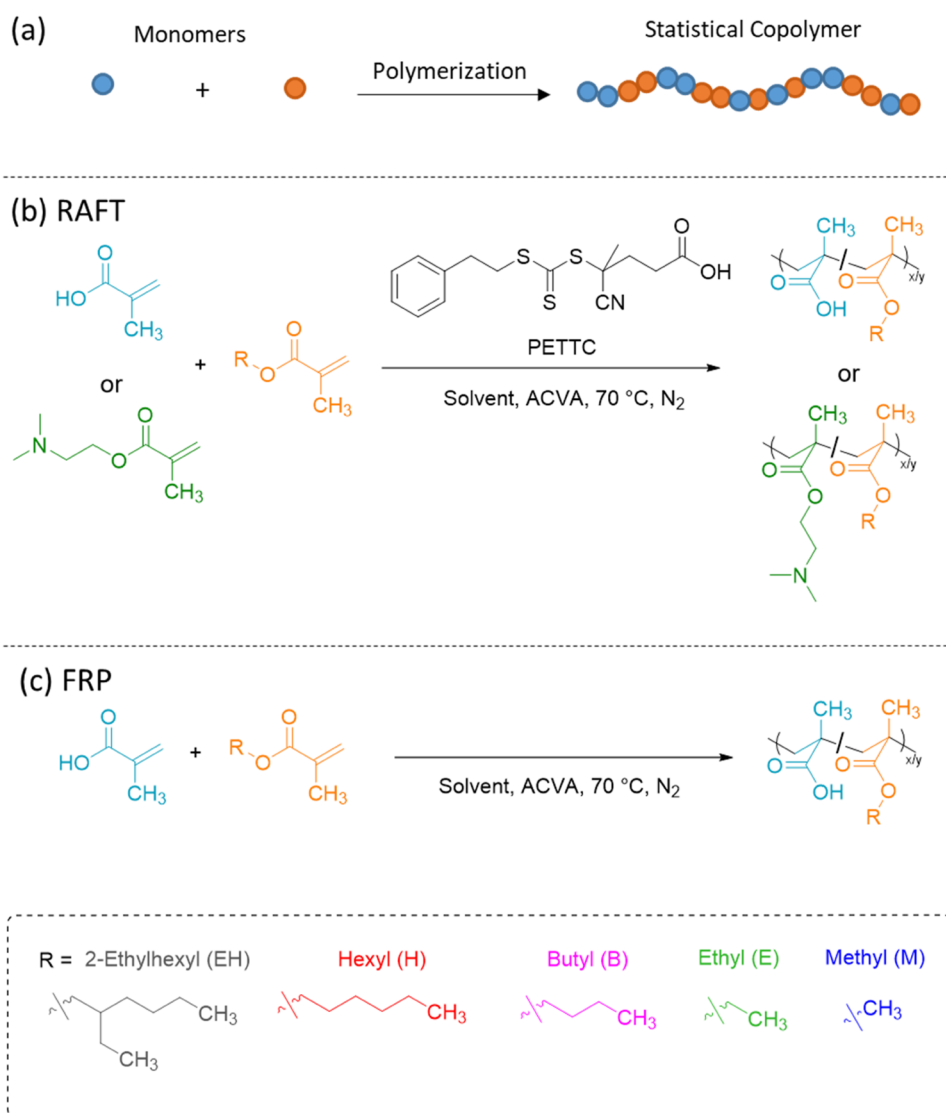 (a)
Monomers
Statistical Copolymer
+
Polymerization
(b) RAFT
O
HO
CH3
or
N
O
O
CH3
+
R
O
O
CH3
S
S
S
CN
O
OH
PETTC
Solvent, ACVA, 70 °C, N2
CH3
CH3
x/y
O
OH
O
O
R
or
CH3
CH3
x/y
O
O
O
O
R
N
(c) FRP
O
HO
CH3
+
R
O
O
CH3
Solvent, ACVA, 70 °C, N2
CH3
CH3
x/y
O
OH
O
O
R
R = 2-Ethylhexyl (EH)
Hexyl (H)
Butyl (B)
Ethyl (E)
Methyl (M)
CH3
CH3
CH3
CH3
CH3
CH3